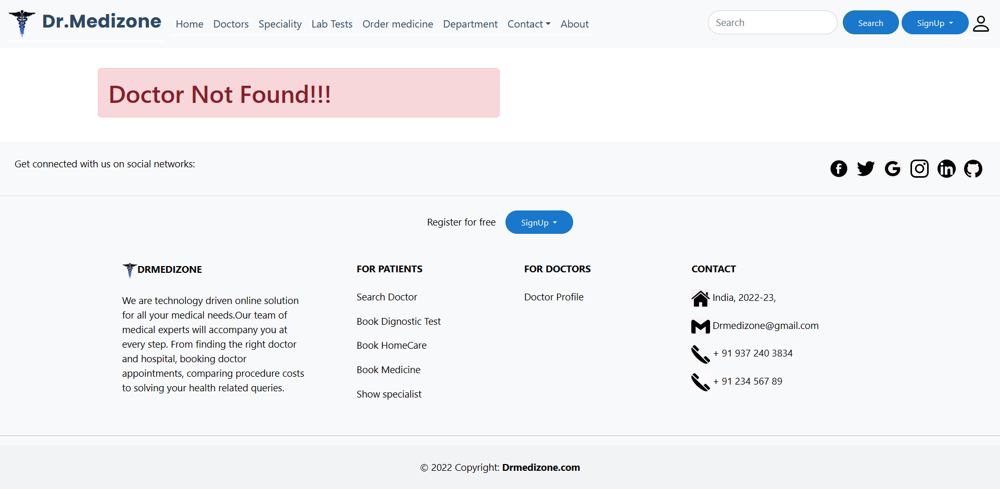 Dr.Medizone
Home Doctors Speciality Lab Tests Order medicine Department Contact About
Search Search SignUp
Doctor Not Found!!!
Get connected with us on social networks:
Register for free SignUp
DRMEDIZONE
We are technology driven online solution
for all your medical needs.Our team of
medical experts will accompany you at
every step. From finding the right doctor
and hospital, booking doctor
appointments, comparing procedure costs
to solving your health related queries.
FOR PATIENTS
Search Doctor
Book Dignostic Test
Book HomeCare
Book Medicine
Show specialist
FOR DOCTORS
Doctor Profile
CONTACT
India, 2022-23,
Drmedizone@gmail.com
+ 91 937 240 3834
+ 91 234 567 89
© 2022 Copyright: Drmedizone.com